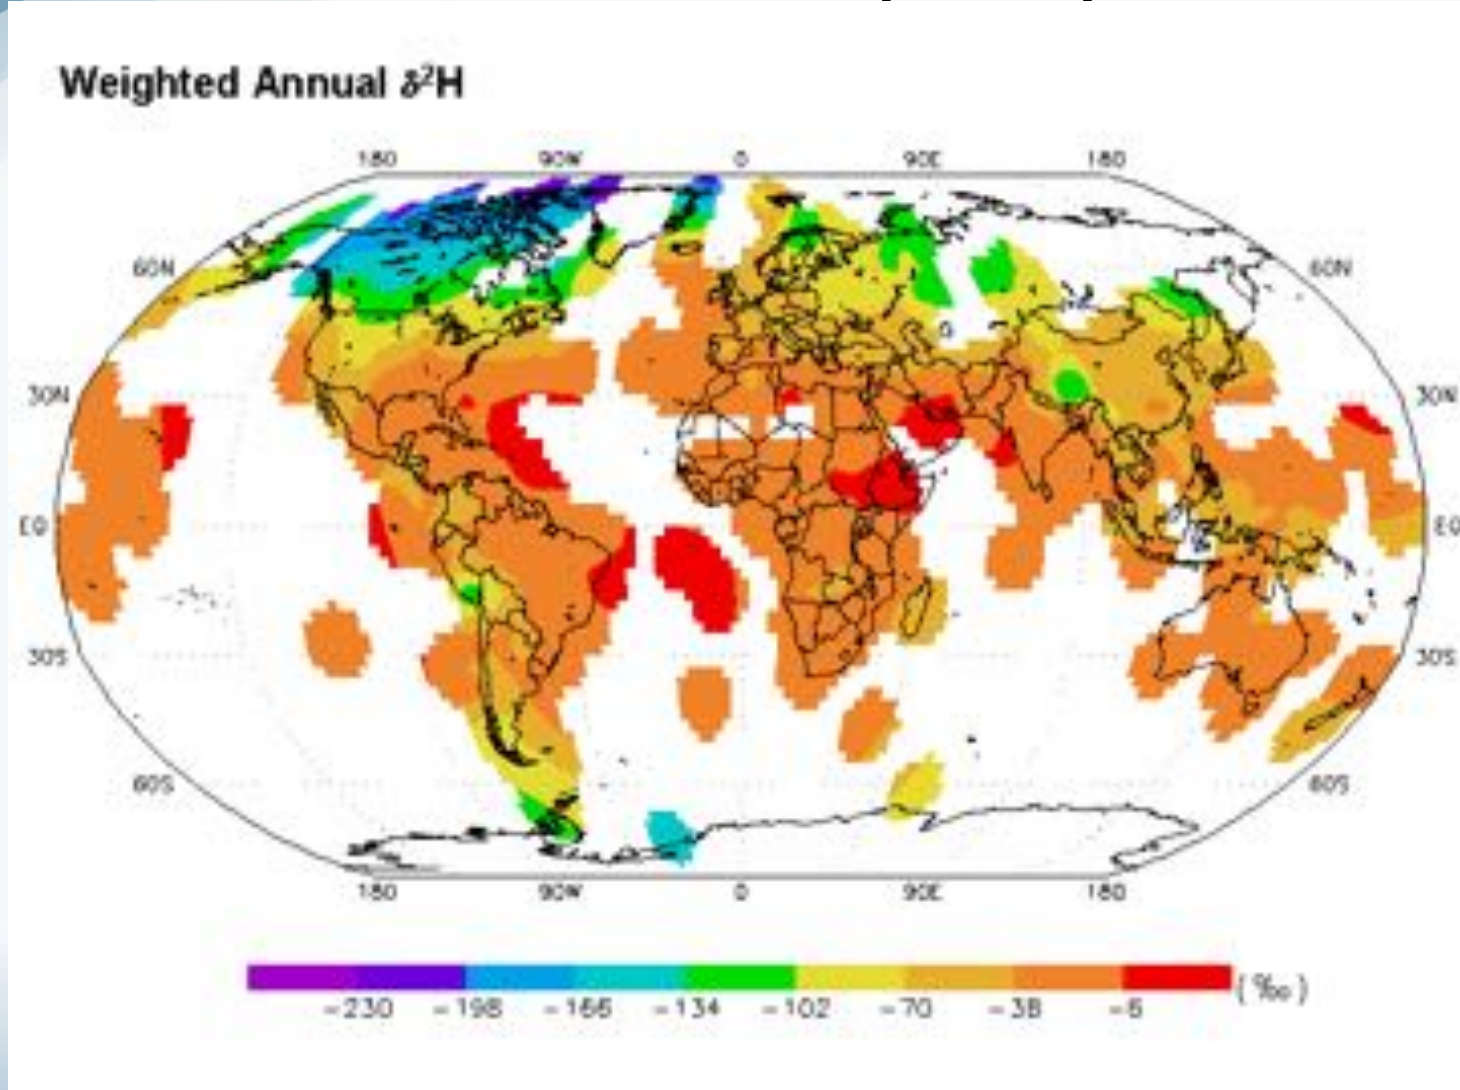 Weighted Annual δ²H
180 90W 0 90E 180
60N 60N
30N 30N
EQ EQ
30S 30S
60S 60S
180 90W 0 90E 180
-230 -198 -166 -134 -102 -70 -38 -5 (‰)